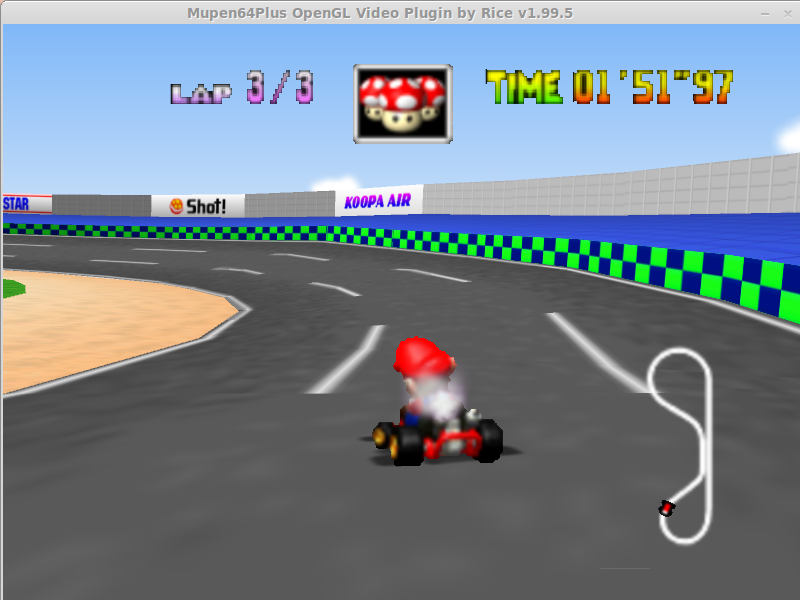 Mupen64Plus OpenGL Video Plugin by Rice v1.99.5
LAP 3/3
TIME 01'51"97
STAR
Shot!
KOOPA AIR